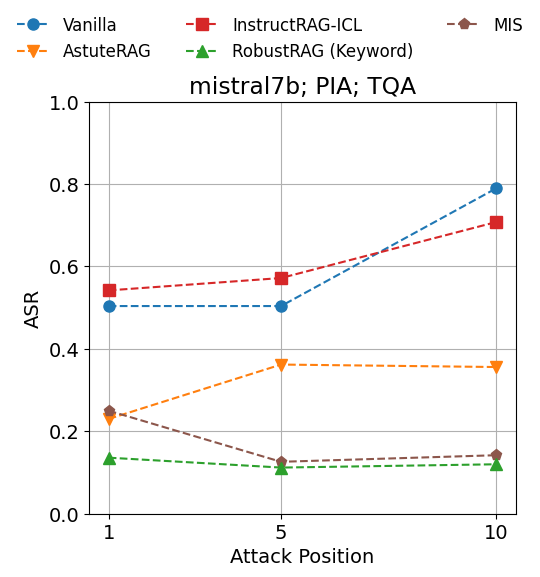 Vanilla
InstructRAG-ICL
MIS
AstuteRAG
RobustRAG (Keyword)
mistral7b; PIA; TQA
1.0
0.8
0.6
0.4
0.2
0.0
ASR
1
5
10
Attack Position